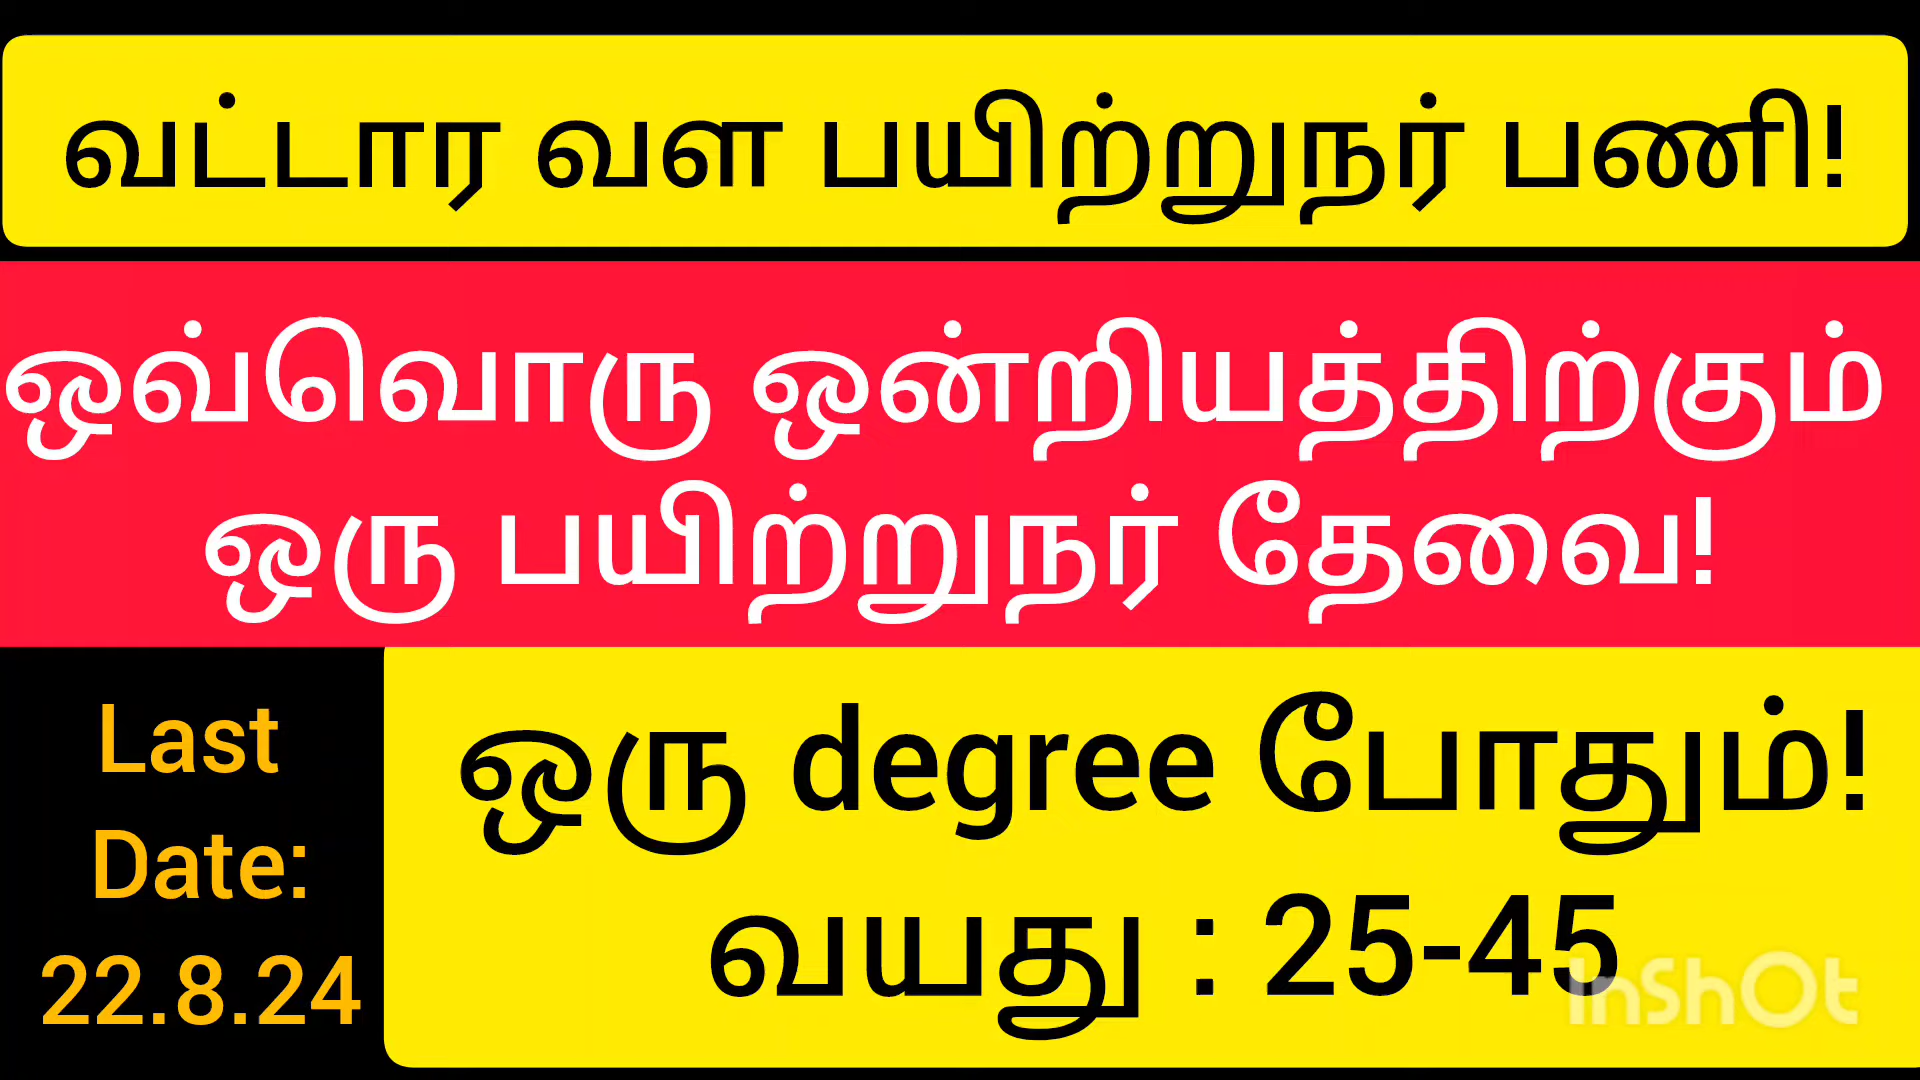 வட்டார வள பயிற்றுநர் பணி!
ஒவ்வொரு ஒன்றியத்திற்கும்
ஒரு பயிற்றுநர் தேவை!
Last
Date:
22.8.24
ஒரு degree போதும்!
வயது : 25-45
InShOt